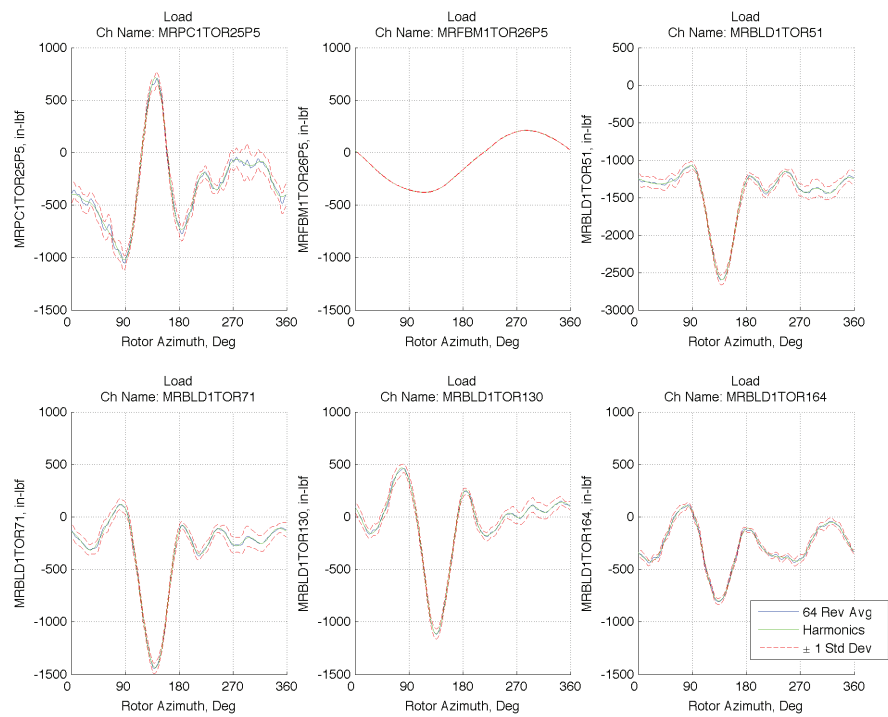 Load
Ch Name: MRPC1TOR25P5
1000
500
0
-500
-1000
-1500
0 90 180 270 360
Rotor Azimuth, Deg
MRPC1TOR25P5, in-lbf
Load
Ch Name: MRFBM1TOR26P5
1000
500
0
-500
-1000
-1500
0 90 180 270 360
Rotor Azimuth, Deg
MRFBM1TOR26P5, in-lbf
Load
Ch Name: MRBLD1TOR51
500
0
-500
-1000
-1500
-2000
-2500
-3000
0 90 180 270 360
Rotor Azimuth, Deg
MRBLD1TOR51, in-lbf
Load
Ch Name: MRBLD1TOR71
1000
500
0
-500
-1000
-1500
0 90 180 270 360
Rotor Azimuth, Deg
MRBLD1TOR71, in-lbf
Load
Ch Name: MRBLD1TOR130
1000
500
0
-500
-1000
-1500
0 90 180 270 360
Rotor Azimuth, Deg
MRBLD1TOR130, in-lbf
Load
Ch Name: MRBLD1TOR164
1000
500
0
-500
-1000
-1500
0 90 180 270 360
Rotor Azimuth, Deg
MRBLD1TOR164, in-lbf
64 Rev Avg
Harmonics
± 1 Std Dev